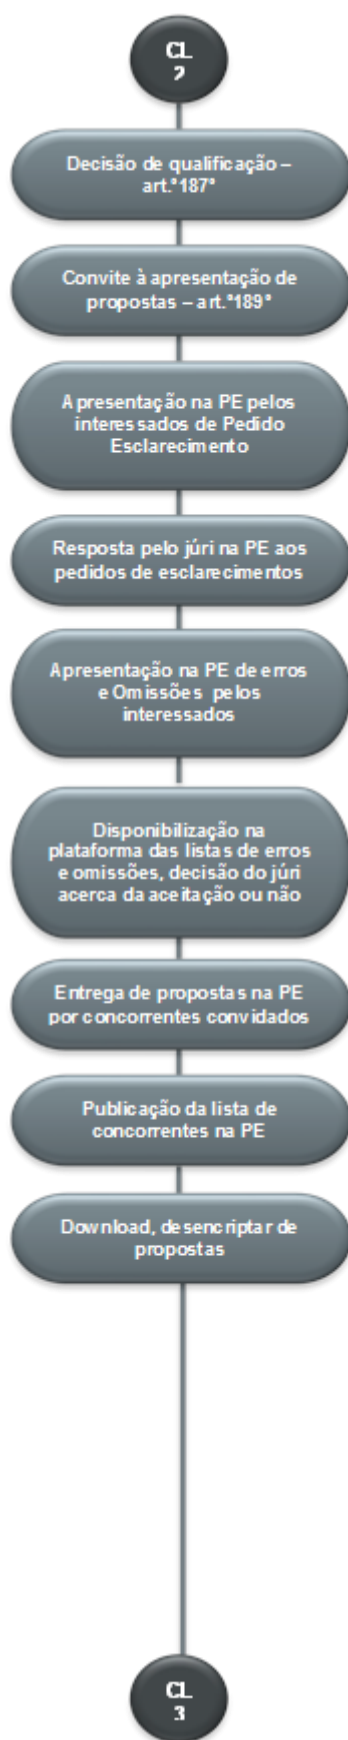 CL
2
Decisão de qualificação –
art.º187º
Convite à apresentação de
propostas – art.º189º
Apresentação na PE pelos
interessados de Pedido
Esclarecimento
Resposta pelo júri na PE aos
pedidos de esclarecimentos
Apresentação na PE de erros
e Omissões pelos
interessados
Disponibilização na
plataforma das listas de erros
e omissões, decisão do júri
acerca da aceitação ou não
Entrega de propostas na PE
por concorrentes convidados
Publicação da lista de
concorrentes na PE
Download, desencriptar de
propostas
CL
3